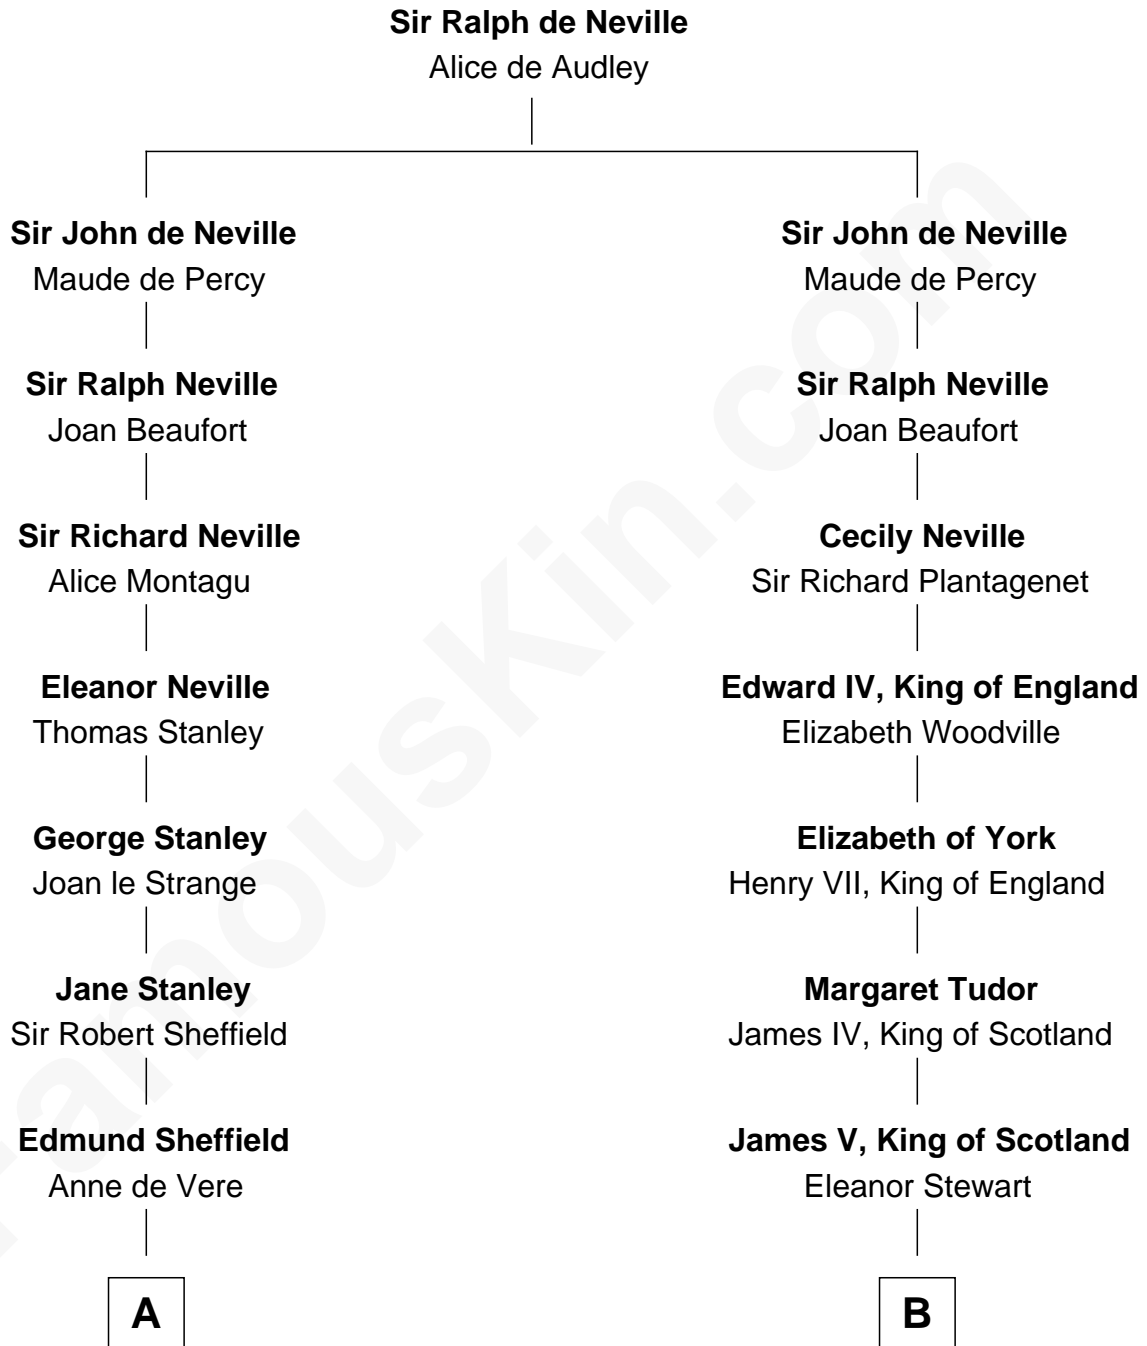 Sir Ralph de Neville
Alice de Audley
Sir John de Neville
Maude de Percy
Sir John de Neville
Maude de Percy
Sir Ralph Neville
Joan Beaufort
Sir Ralph Neville
Joan Beaufort
Sir Richard Neville
Alice Montagu
Cecily Neville
Sir Richard Plantagenet
Eleanor Neville
Thomas Stanley
Edward IV, King of England
Elizabeth Woodville
George Stanley
Joan le Strange
Elizabeth of York
Henry VII, King of England
Jane Stanley
Sir Robert Sheffield
Margaret Tudor
James IV, King of Scotland
Edmund Sheffield
Anne de Vere
James V, King of Scotland
Eleanor Stewart
A
B
FamousKin.com